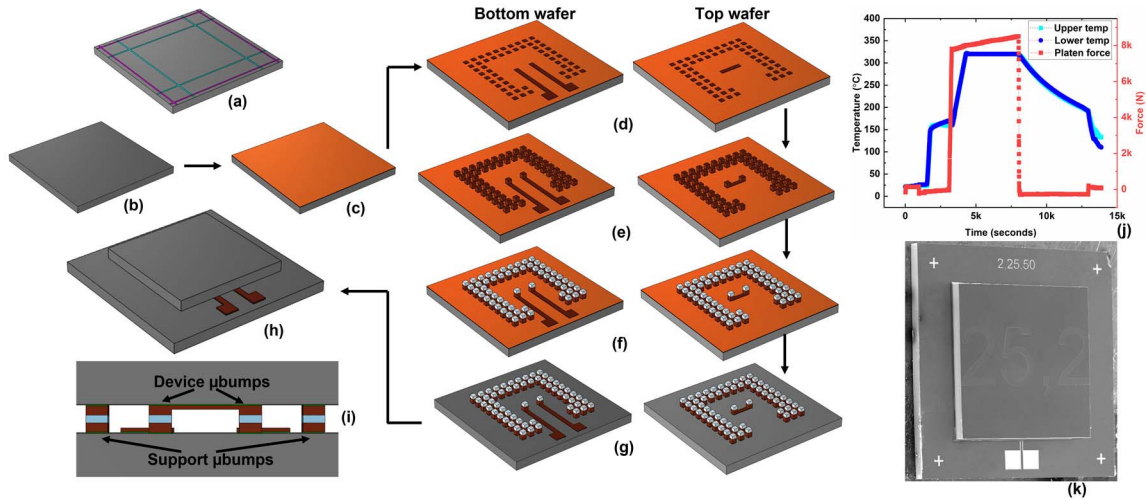 Bottom wafer
Top wafer
(a)
(b)
(c)
(d)
(e)
(f)
(g)
(h)
Device µbumps
(i)
Support µbumps
400
350
300
250
200
150
100
50
0
Temperature (°C)
Upper temp
Lower temp
Platen force
8k
6k
4k
2k
0
Force (N)
0
5k
10k
15k
Time (seconds)
(j)
2.25.50
25,2
(k)